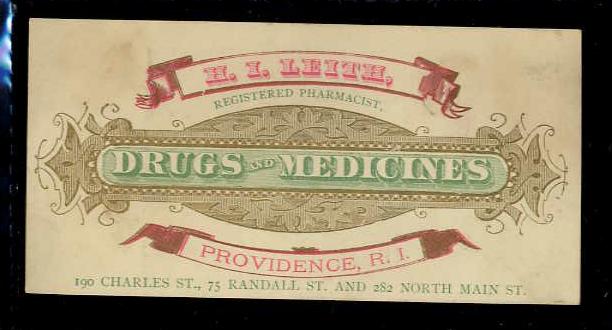 H. I. LEITH,
REGISTERED PHARMACIST,
DRUGS AND MEDICINES
PROVIDENCE, R. I.
190 CHARLES ST., 75 RANDALL ST. AND 282 NORTH MAIN ST.